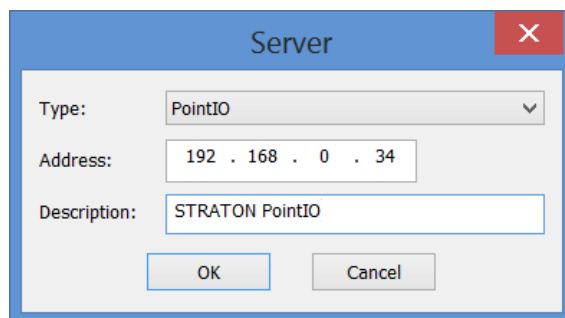 Server
Type: PointIO
Address: 192 . 168 . 0 . 34
Description: STRATON PointIO
OK Cancel